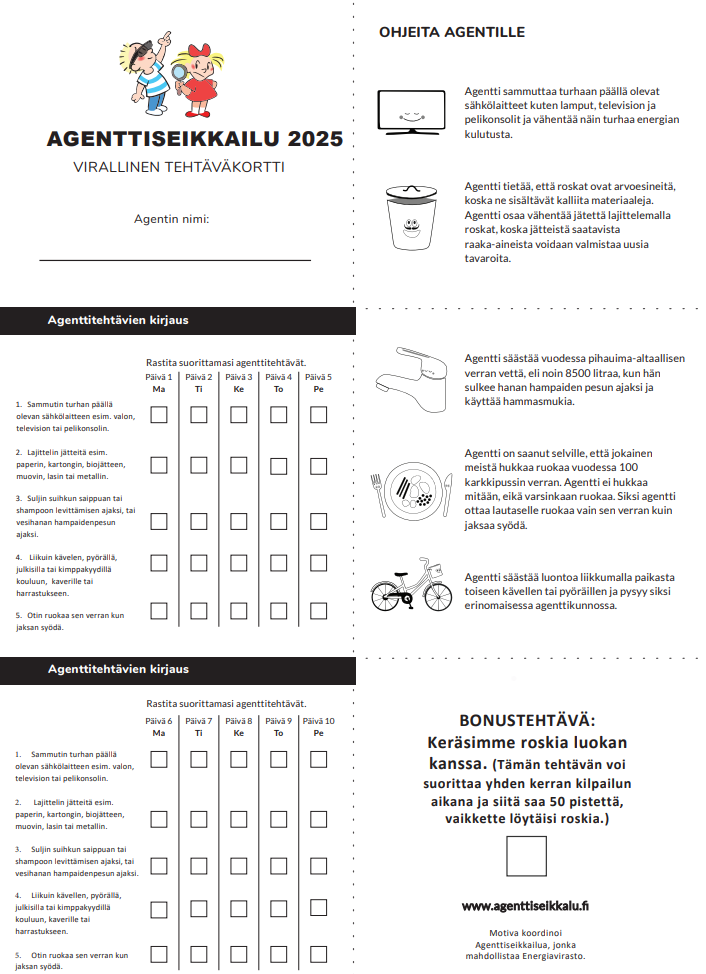 AGENTTISEIKKAILU 2025
VIRALLINEN TEHTÄVÄKORTTI
Agentin nimi:
OHJEITA AGENTILLE
Agentti sammuttaa turhaan päällä olevat
sähkölaitteet kuten lamput, television ja
pelikonsolit ja vähentää näin turhaa energian
kulutusta.
Agentti tietää, että roskat ovat arvoesineitä,
koska ne sisältävät kalliita materiaaleja.
Agentti osaa vähentää jätettä lajittelemalla
roskat, koska jätteistä saatavista
raaka-aineista voidaan valmistaa uusia
tavaroita.
Agenttitehtävien kirjaus
Rastita suorittamasi agenttitehtävät.
Päivä 1 Päivä 2 Päivä 3 Päivä 4 Päivä 5
Ma Ti Ke To Pe
1. Sammutin turhan päällä
olevan sähkölaitteen esim. valon,
television tai pelikonsolin.
2. Lajittelin jätteitä esim.
paperin, kartongin, biojätteen,
muovin, lasin tai metallin.
3. Suljin suihkun saippuan tai
shampoon levittämisen ajaksi, tai
vesihanan hampaidenpesun
ajaksi.
4. Liikuin kävelen, pyörällä,
julkisilla tai kimppakyydillä
kouluun, kaverille tai
harrastukseen.
5. Otin ruokaa sen verran kun
jaksan syödä.
Agentti säästää vuodessa pihauima-altaallisen
verran vettä, eli noin 8500 litraa, kun hän
sulkee hanan hampaiden pesun ajaksi ja
käyttää hammasmukia.
Agentti on saanut selville, että jokainen
meistä hukkaa ruokaa vuodessa 100
karkkipussin verran. Agentti ei hukkaa
mitään, eikä varsinkaan ruokaa. Siksi agentti
ottaa lautaselle ruokaa vain sen verran kuin
jaksaa syödä.
Agentti säästää luontoa liikkumalla paikasta
toiseen kävellen tai pyöräillen ja pysyy siksi
erinomaisessa agenttikunnossa.
Agenttitehtävien kirjaus
Rastita suorittamasi agenttitehtävät.
Päivä 6 Päivä 7 Päivä 8 Päivä 9 Päivä 10
Ma Ti Ke To Pe
1. Sammutin turhan päällä
olevan sähkölaitteen esim. valon,
television tai pelikonsolin.
2. Lajittelin jätteitä esim.
paperin, kartongin, biojätteen,
muovin, lasin tai metallin.
3. Suljin suihkun saippuan tai
shampoon levittämisen ajaksi, tai
vesihanan hampaidenpesun ajaksi.
4. Liikuin kävellen, pyörällä,
julkisilla tai kimppakyydillä
kouluun, kaverille tai
harrastukseen.
5. Otin ruokaa sen verran kun
jaksan syödä.
BONUSTEHTÄVÄ:
Keräsimme roskia luokan
kanssa. (Tämän tehtävän voi
suorittaa yhden kerran kilpailun
aikana ja siitä saa 50 pistettä,
vaikkette löytäisi roskia.)
www.agenttiseikkalu.fi
Motiva koordinoi
Agenttiseikkailua, jonka
mahdollistaa Energiavirasto.